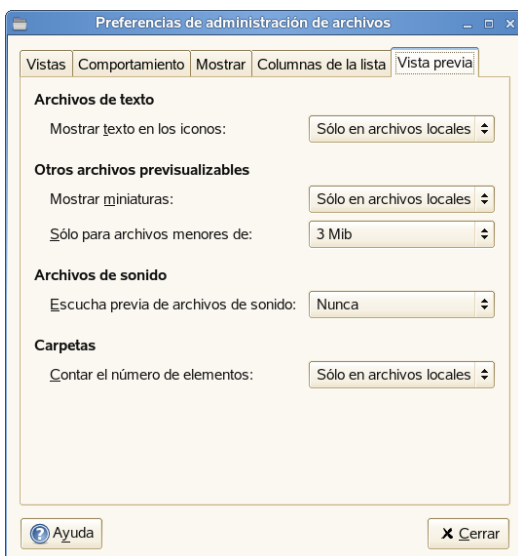 Preferencias de administración de archivos
Vistas Comportamiento Mostrar Columnas de la lista Vista previa
Archivos de texto
Mostrar texto en los iconos: Sólo en archivos locales
Otros archivos previsualizables
Mostrar miniaturas: Sólo en archivos locales
Sólo para archivos menores de: 3 Mib
Archivos de sonido
Escucha previa de archivos de sonido: Nunca
Carpetas
Contar el número de elementos: Sólo en archivos locales
Ayuda Cerrar